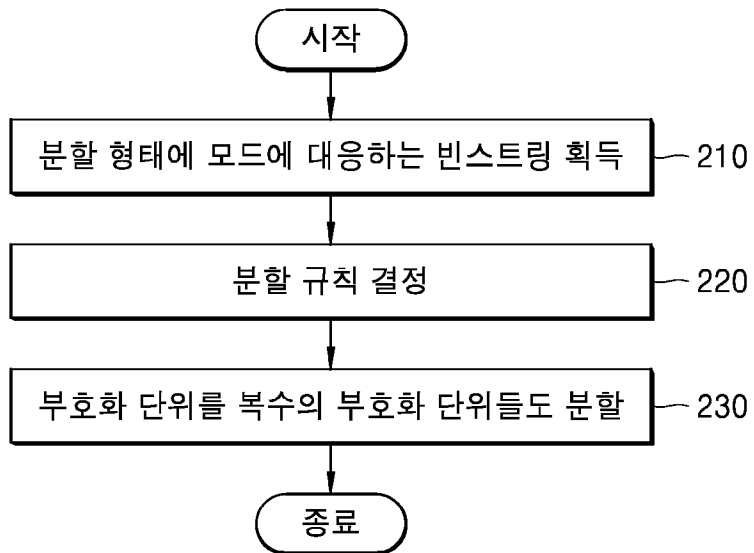 시작
분할 형태에 모드에 대응하는 빈스트링 획득
210
분할 규칙 결정
220
부호화 단위를 복수의 부호화 단위들도 분할
230
종료